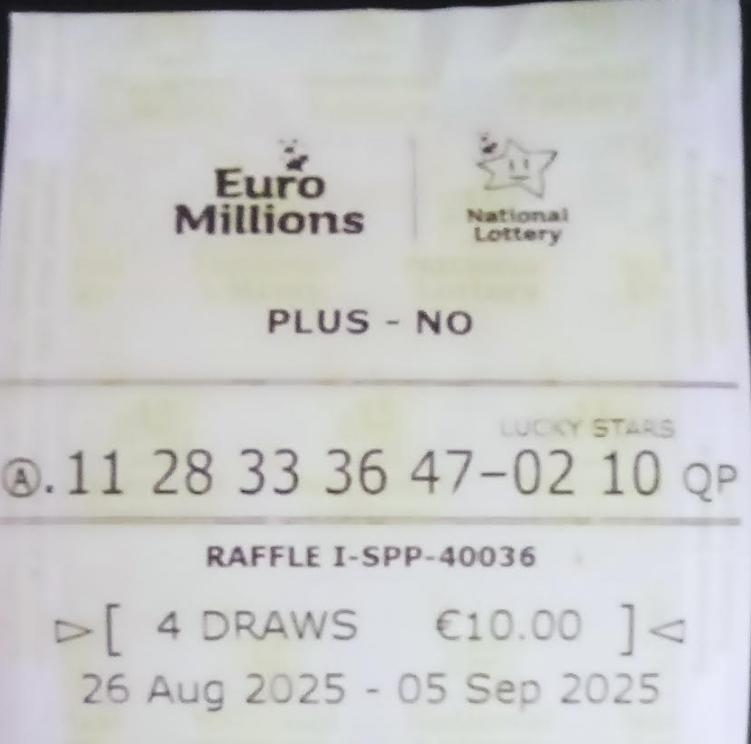 Euro
Millions
National
Lottery
PLUS - NO
LUCKY STARS
Ⓐ. 11 28 33 36 47-02 10 QP
RAFFLE I-SPP-40036
▷[ 4 DRAWS €10.00 ]◁
26 Aug 2025 - 05 Sep 2025